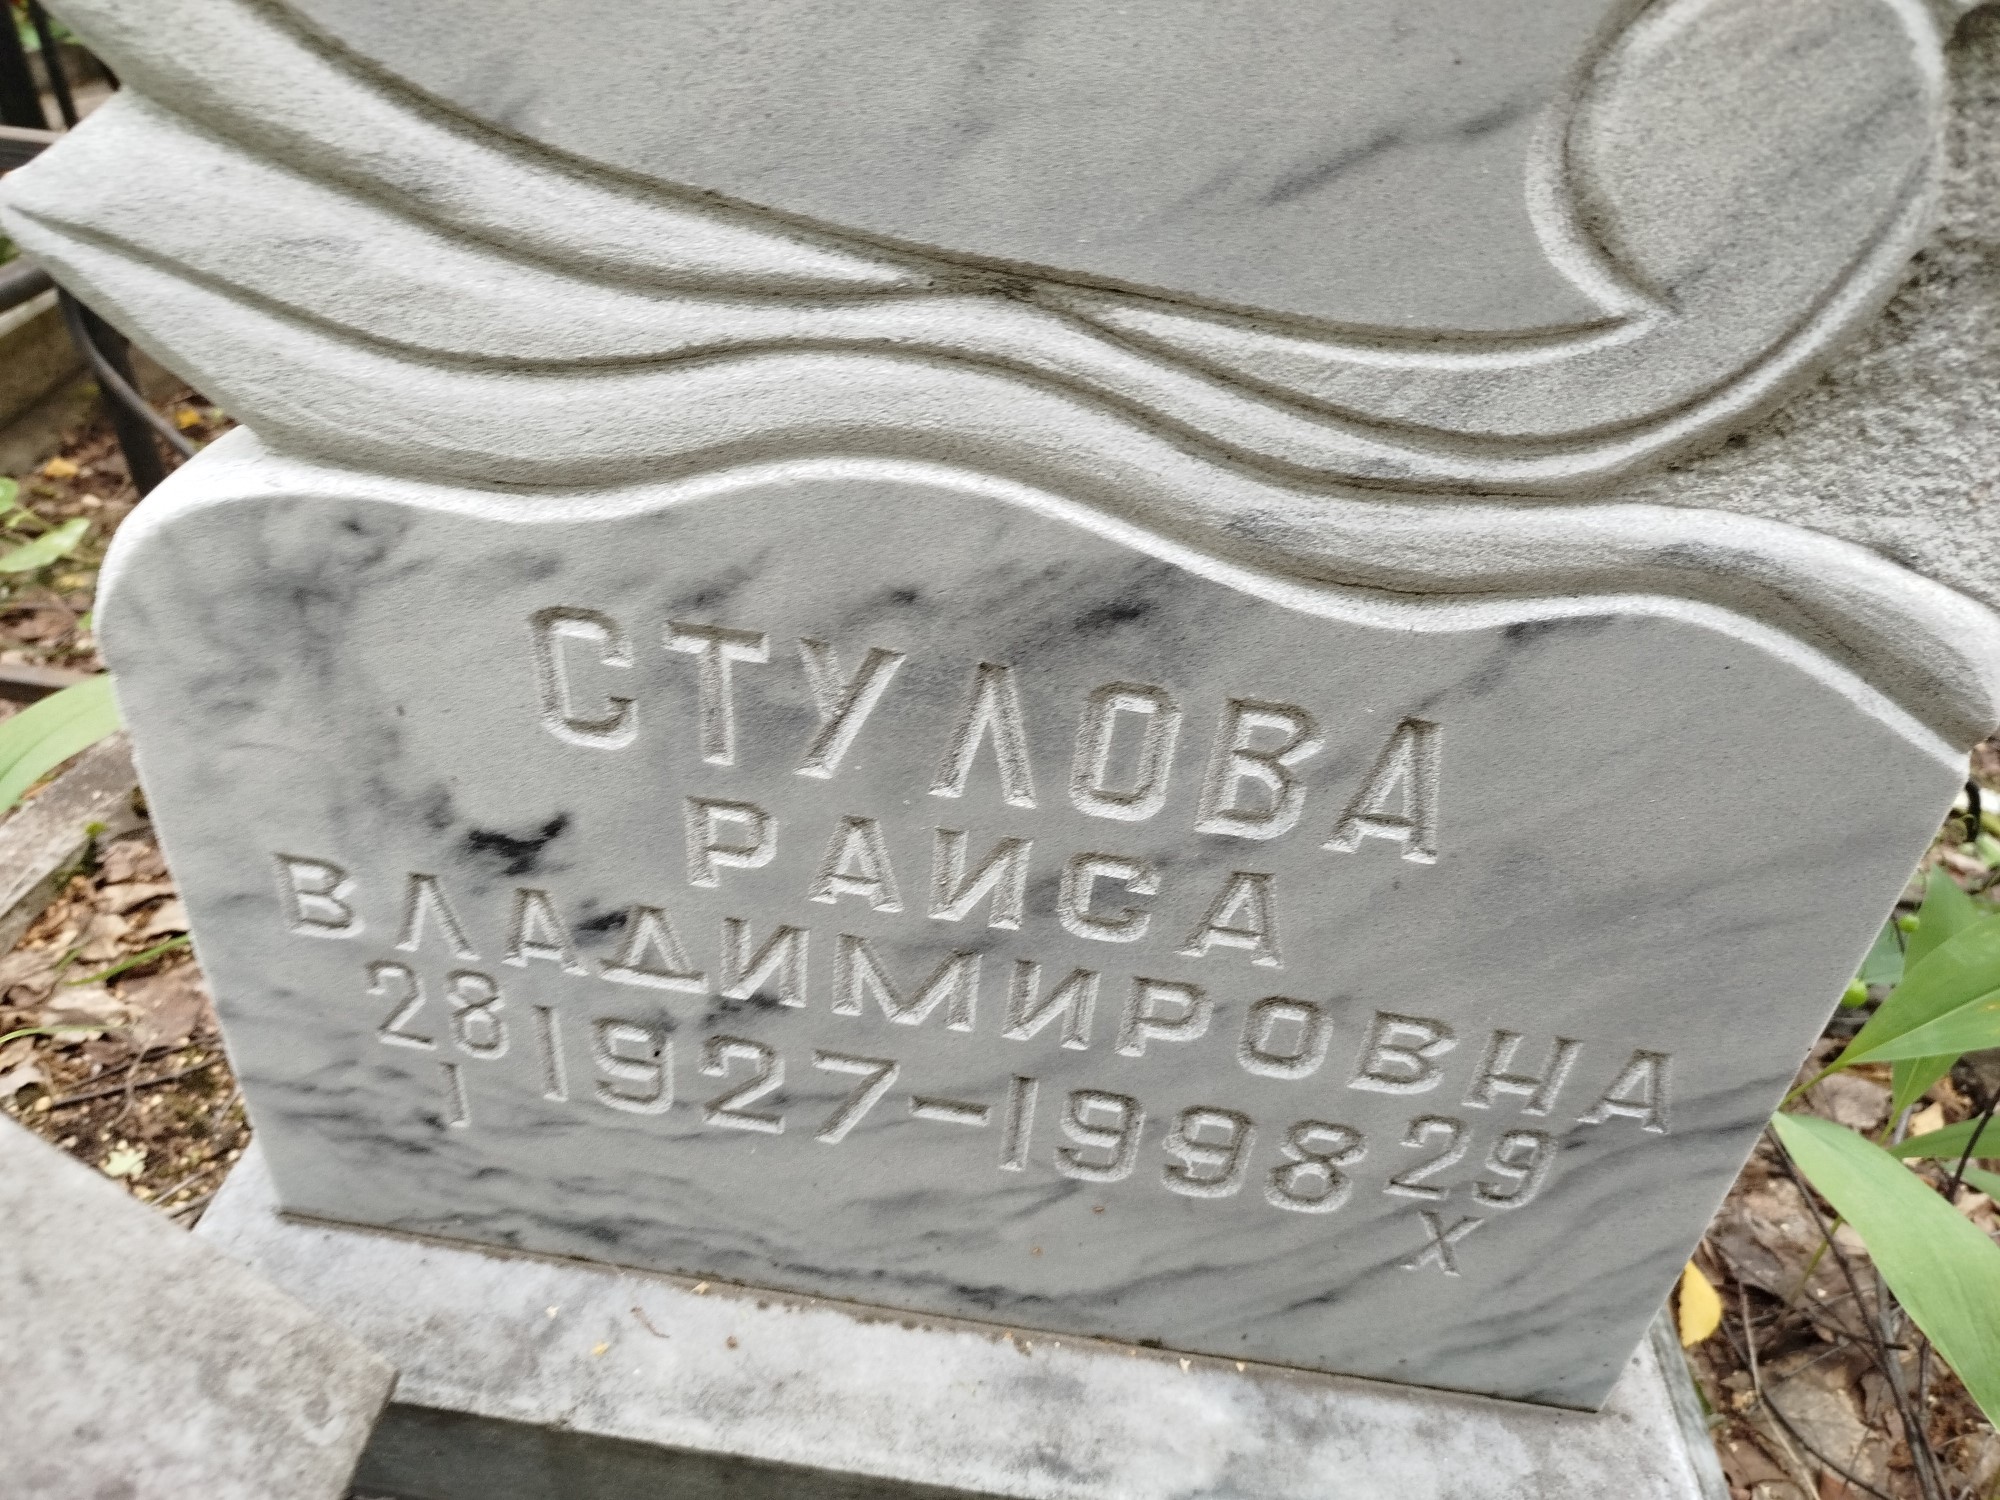 СТУЛОВА
РАИСА
ВЛАДИМИРОВНА
28 1927-1998 29
I X